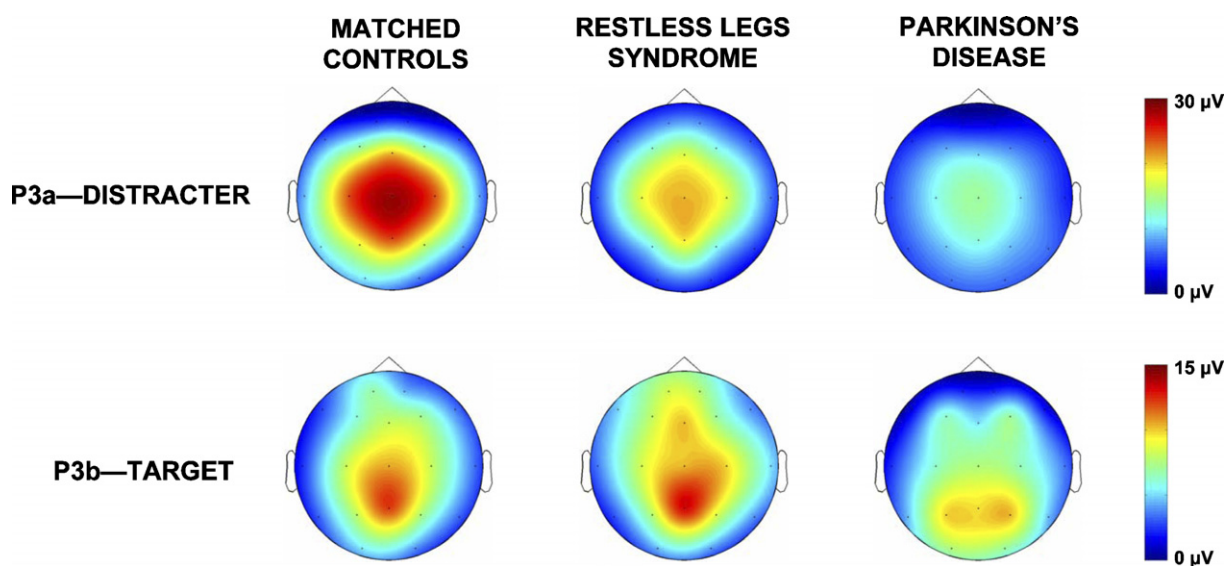 MATCHED
CONTROLS
RESTLESS LEGS
SYNDROME
PARKINSON'S
DISEASE
P3a—DISTRACTER
30 µV
0 µV
P3b—TARGET
15 µV
0 µV